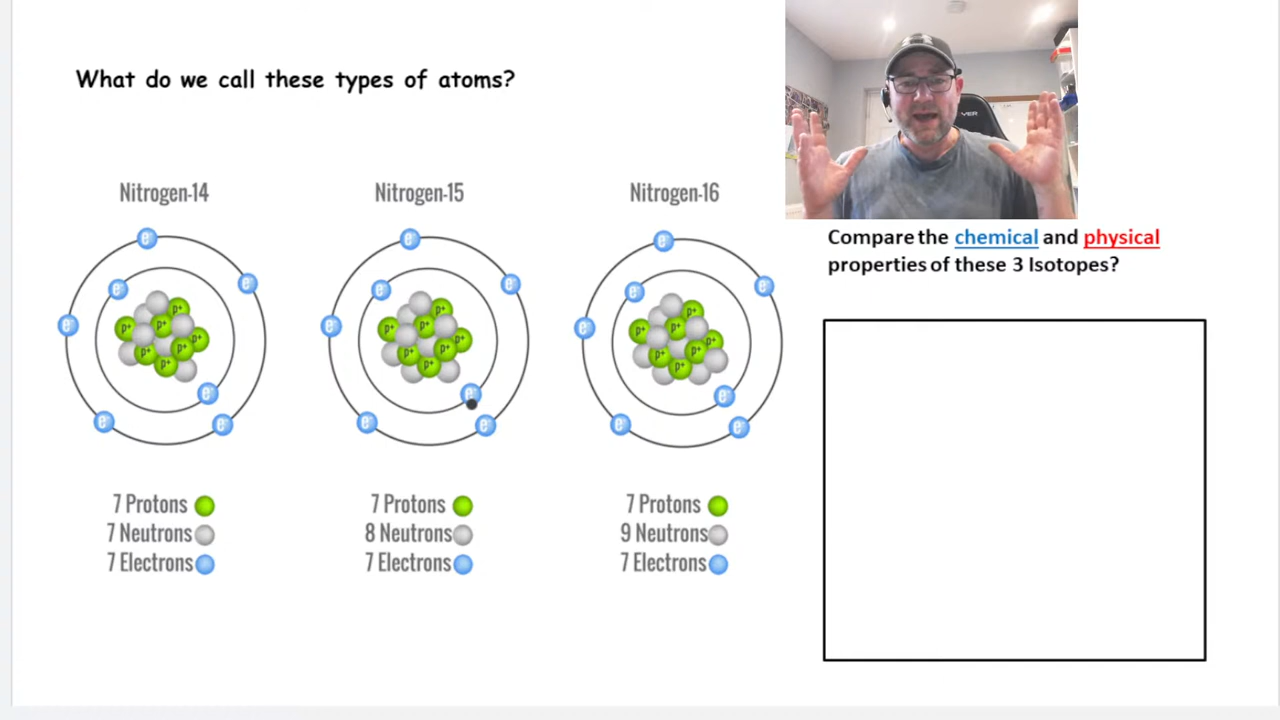 What do we call these types of atoms?
Nitrogen-14
Nitrogen-15
Nitrogen-16
e⁻ e⁻ e⁻ e⁻ e⁻ e⁻ e⁻
p⁺ p⁺ p⁺ p⁺ p⁺ p⁺ p⁺
e⁻ e⁻ e⁻ e⁻ e⁻ e⁻ e⁻
p⁺ p⁺ p⁺ p⁺ p⁺ p⁺ p⁺
e⁻ e⁻ e⁻ e⁻ e⁻ e⁻ e⁻
p⁺ p⁺ p⁺ p⁺ p⁺ p⁺ p⁺
7 Protons
7 Neutrons
7 Electrons
7 Protons
8 Neutrons
7 Electrons
7 Protons
9 Neutrons
7 Electrons
Compare the chemical and physical
properties of these 3 Isotopes?